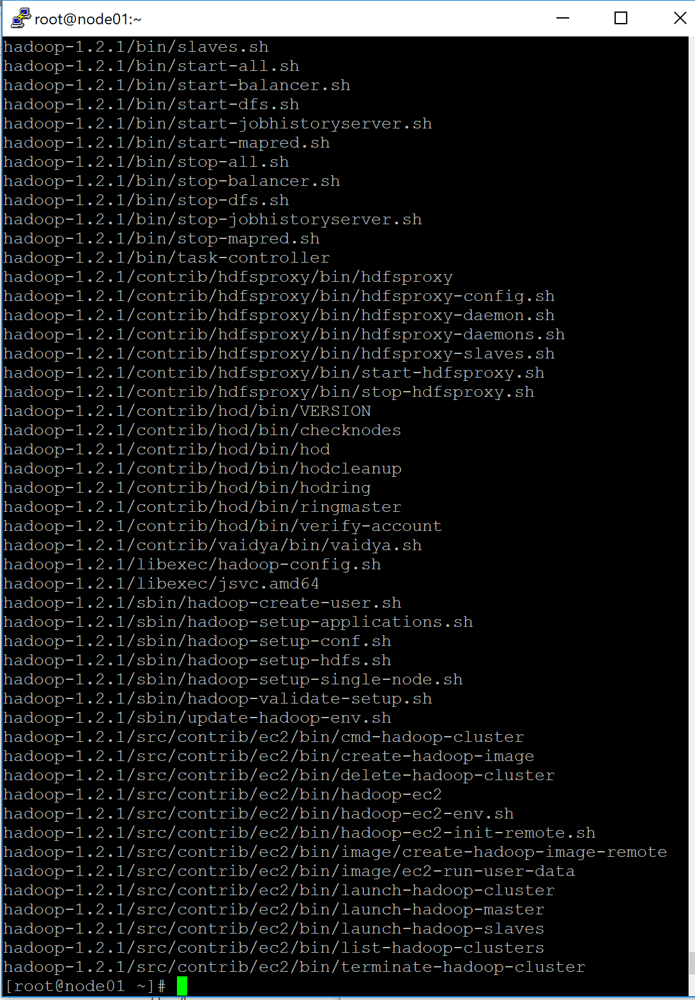 root@node01:~
hadoop-1.2.1/bin/slaves.sh
hadoop-1.2.1/bin/start-all.sh
hadoop-1.2.1/bin/start-balancer.sh
hadoop-1.2.1/bin/start-dfs.sh
hadoop-1.2.1/bin/start-jobhistoryserver.sh
hadoop-1.2.1/bin/start-mapred.sh
hadoop-1.2.1/bin/stop-all.sh
hadoop-1.2.1/bin/stop-balancer.sh
hadoop-1.2.1/bin/stop-dfs.sh
hadoop-1.2.1/bin/stop-jobhistoryserver.sh
hadoop-1.2.1/bin/stop-mapred.sh
hadoop-1.2.1/bin/task-controller
hadoop-1.2.1/contrib/hdfsproxy/bin/hdfsproxy
hadoop-1.2.1/contrib/hdfsproxy/bin/hdfsproxy-config.sh
hadoop-1.2.1/contrib/hdfsproxy/bin/hdfsproxy-daemon.sh
hadoop-1.2.1/contrib/hdfsproxy/bin/hdfsproxy-daemons.sh
hadoop-1.2.1/contrib/hdfsproxy/bin/hdfsproxy-slaves.sh
hadoop-1.2.1/contrib/hdfsproxy/bin/start-hdfsproxy.sh
hadoop-1.2.1/contrib/hdfsproxy/bin/stop-hdfsproxy.sh
hadoop-1.2.1/contrib/hod/bin/VERSION
hadoop-1.2.1/contrib/hod/bin/checknodes
hadoop-1.2.1/contrib/hod/bin/hod
hadoop-1.2.1/contrib/hod/bin/hodcleanup
hadoop-1.2.1/contrib/hod/bin/hodring
hadoop-1.2.1/contrib/hod/bin/ringmaster
hadoop-1.2.1/contrib/hod/bin/verify-account
hadoop-1.2.1/contrib/vaidya/bin/vaidya.sh
hadoop-1.2.1/libexec/hadoop-config.sh
hadoop-1.2.1/libexec/jsvc.amd64
hadoop-1.2.1/sbin/hadoop-create-user.sh
hadoop-1.2.1/sbin/hadoop-setup-applications.sh
hadoop-1.2.1/sbin/hadoop-setup-conf.sh
hadoop-1.2.1/sbin/hadoop-setup-hdfs.sh
hadoop-1.2.1/sbin/hadoop-setup-single-node.sh
hadoop-1.2.1/sbin/hadoop-validate-setup.sh
hadoop-1.2.1/sbin/update-hadoop-env.sh
hadoop-1.2.1/src/contrib/ec2/bin/cmd-hadoop-cluster
hadoop-1.2.1/src/contrib/ec2/bin/create-hadoop-image
hadoop-1.2.1/src/contrib/ec2/bin/delete-hadoop-cluster
hadoop-1.2.1/src/contrib/ec2/bin/hadoop-ec2
hadoop-1.2.1/src/contrib/ec2/bin/hadoop-ec2-env.sh
hadoop-1.2.1/src/contrib/ec2/bin/hadoop-ec2-init-remote.sh
hadoop-1.2.1/src/contrib/ec2/bin/image/create-hadoop-image-remote
hadoop-1.2.1/src/contrib/ec2/bin/image/ec2-run-user-data
hadoop-1.2.1/src/contrib/ec2/bin/launch-hadoop-cluster
hadoop-1.2.1/src/contrib/ec2/bin/launch-hadoop-master
hadoop-1.2.1/src/contrib/ec2/bin/launch-hadoop-slaves
hadoop-1.2.1/src/contrib/ec2/bin/list-hadoop-clusters
hadoop-1.2.1/src/contrib/ec2/bin/terminate-hadoop-cluster
[root@node01 ~]#